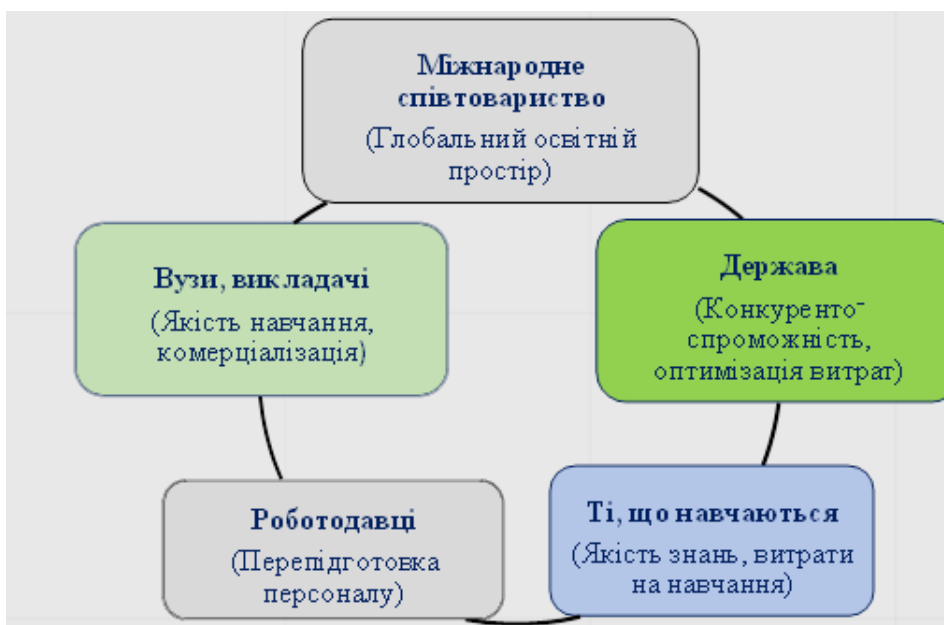 Міжнародне
співтовариство
(Глобальний освітній
простір)
Вузи, викладачі
(Якість навчання,
комерціалізація)
Держава
(Конкуренто-
спроможність,
оптимізація витрат)
Роботодавці
(Перепідготовка
персоналу)
Ті, що навчаються
(Якість знань, витрати
на навчання)